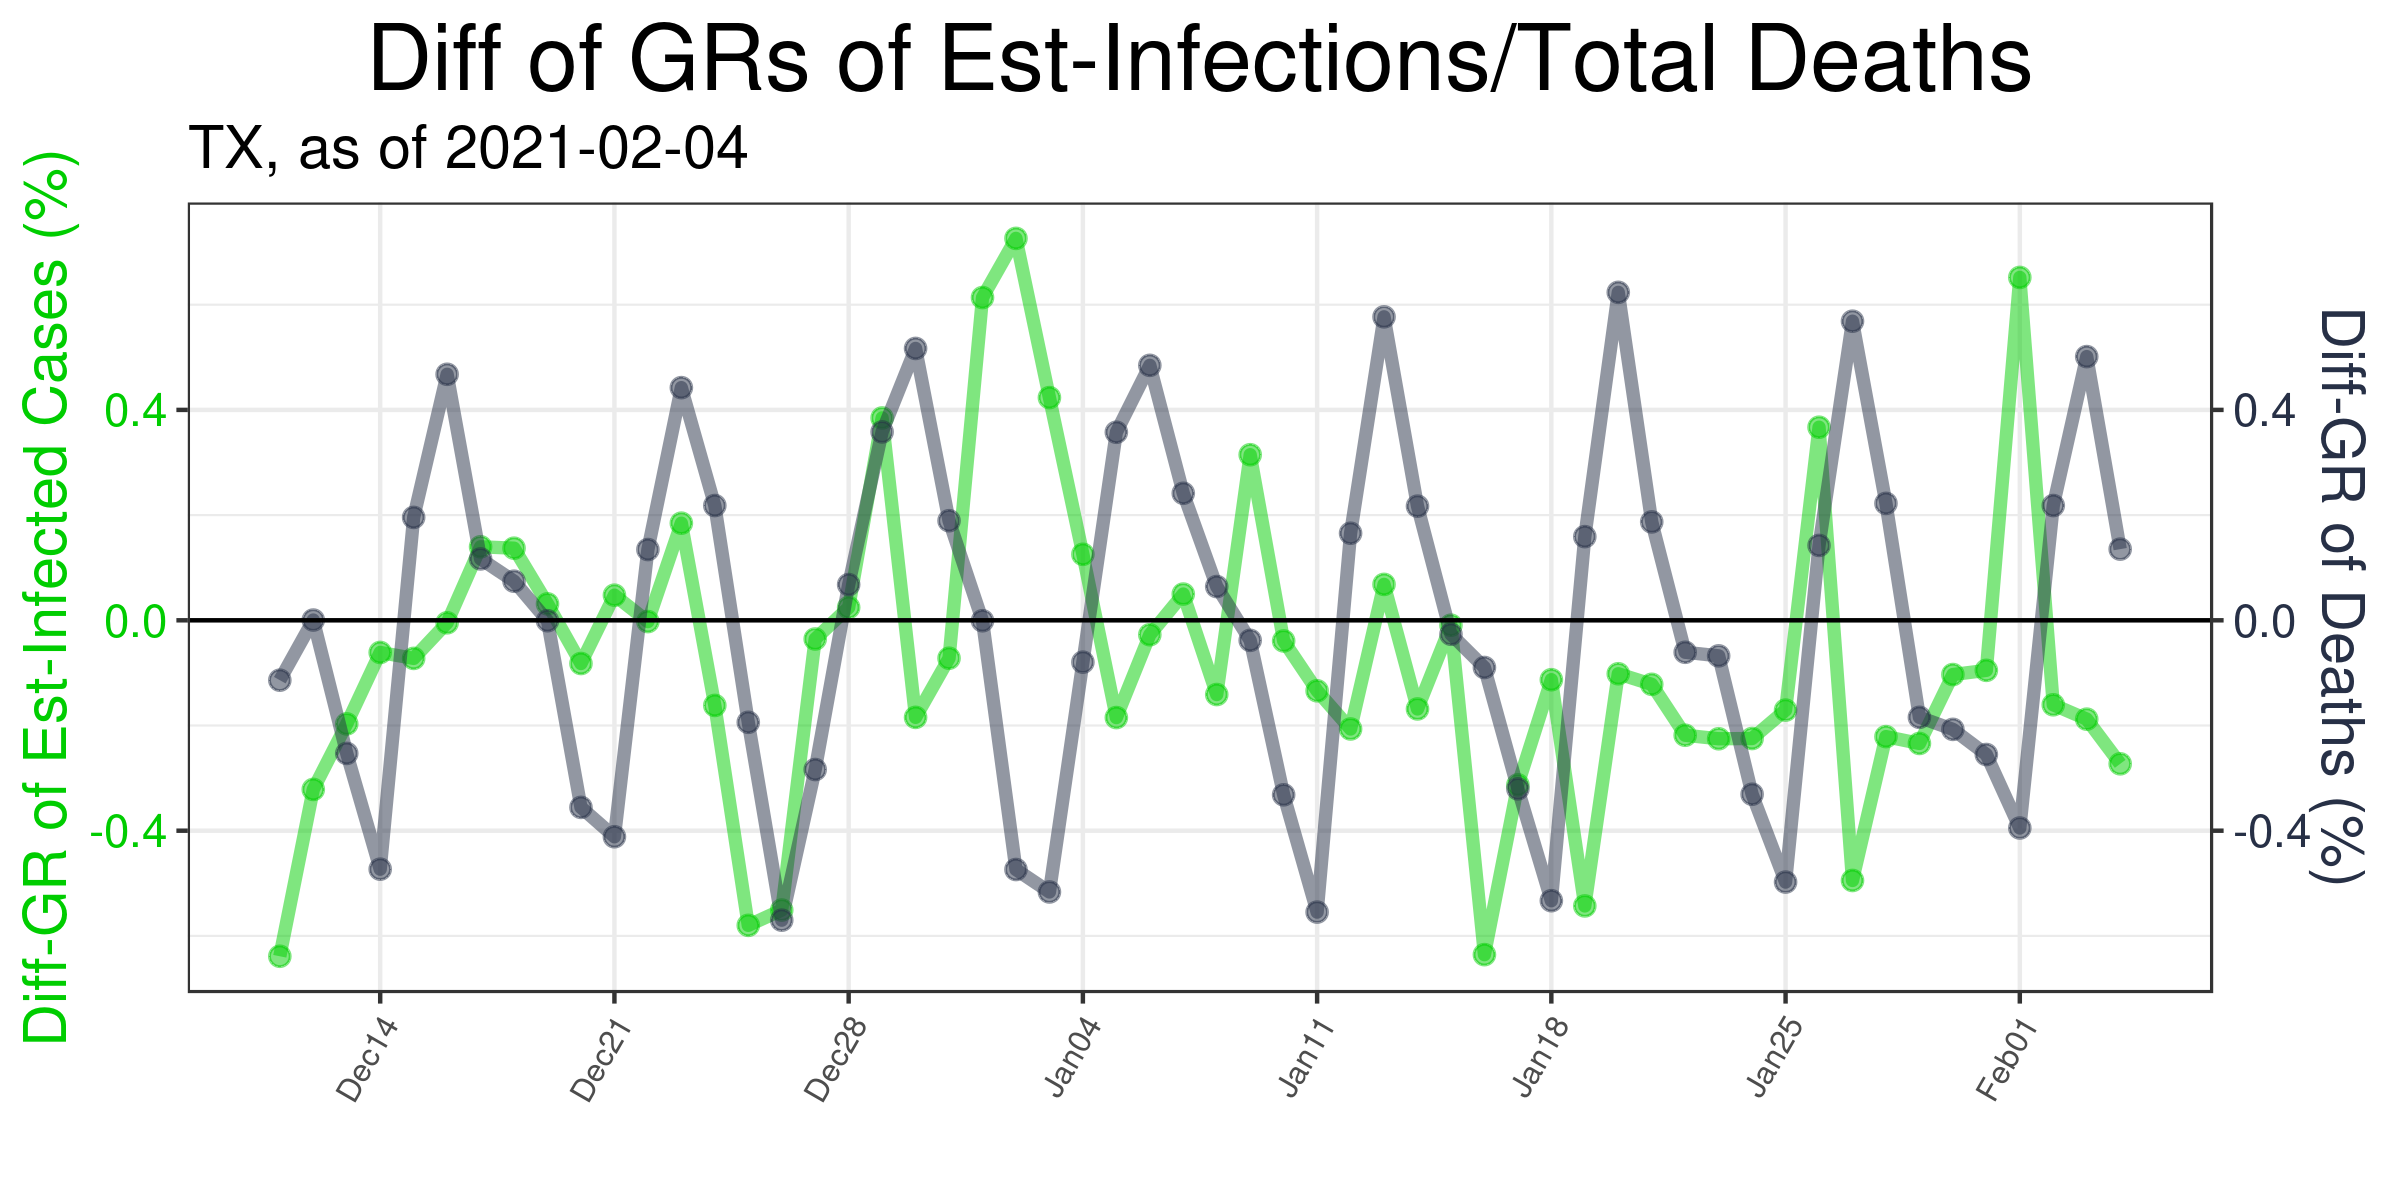 Diff of GRs of Est-Infections/Total Deaths
TX, as of 2021-02-04
Diff-GR of Est-Infected Cases (%)
0.4
0.0
-0.4
0.4
0.0
-0.4
Diff-GR of Deaths (%)
Dec14
Dec21
Dec28
Jan04
Jan11
Jan18
Jan25
Feb01